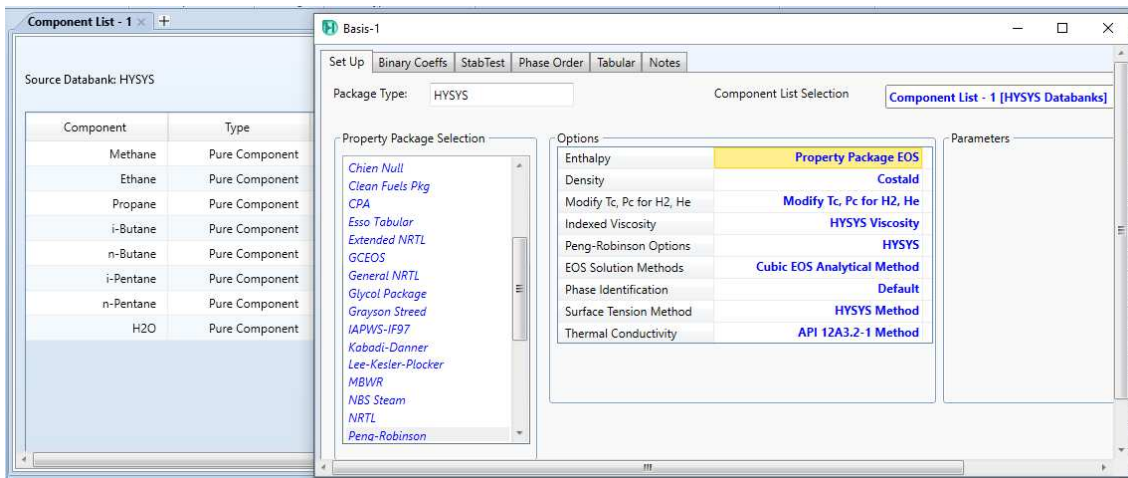 Component List - 1 × +
Source Databank: HYSYS
Component Type
Methane Pure Component
Ethane Pure Component
Propane Pure Component
i-Butane Pure Component
n-Butane Pure Component
i-Pentane Pure Component
n-Pentane Pure Component
H2O Pure Component
Basis-1
Set Up Binary Coeffs StabTest Phase Order Tabular Notes
Package Type: HYSYS Component List Selection Component List - 1 [HYSYS Databanks]
Property Package Selection
Chien Null
Clean Fuels Pkg
CPA
Esso Tabular
Extended NRTL
GCEOS
General NRTL
Glycol Package
Grayson Streed
IAPWS-IF97
Kabadi-Danner
Lee-Kesler-Plocker
MBWR
NBS Steam
NRTL
Peng-Robinson
Options
Enthalpy Property Package EOS
Density Costald
Modify Tc, Pc for H2, He Modify Tc, Pc for H2, He
Indexed Viscosity HYSYS Viscosity
Peng-Robinson Options HYSYS
EOS Solution Methods Cubic EOS Analytical Method
Phase Identification Default
Surface Tension Method HYSYS Method
Thermal Conductivity API 12A3.2-1 Method
Parameters